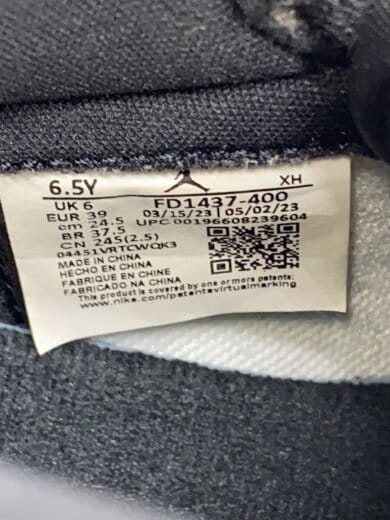 6.5Y XH
UK 6 FD1437-400
EUR 39 03/15/23 | 05/02/23
cm 24.5 UPC 00196608239604
BR 37.5
CN 245(2.5)
04451VRTCWQK3
MADE IN CHINA
HECHO EN CHINA
FABRIQUE EN CHINE
FABRICADO NA CHINA
This product is covered by one or more patents:
www.nike.com/patentsvirtualmarking